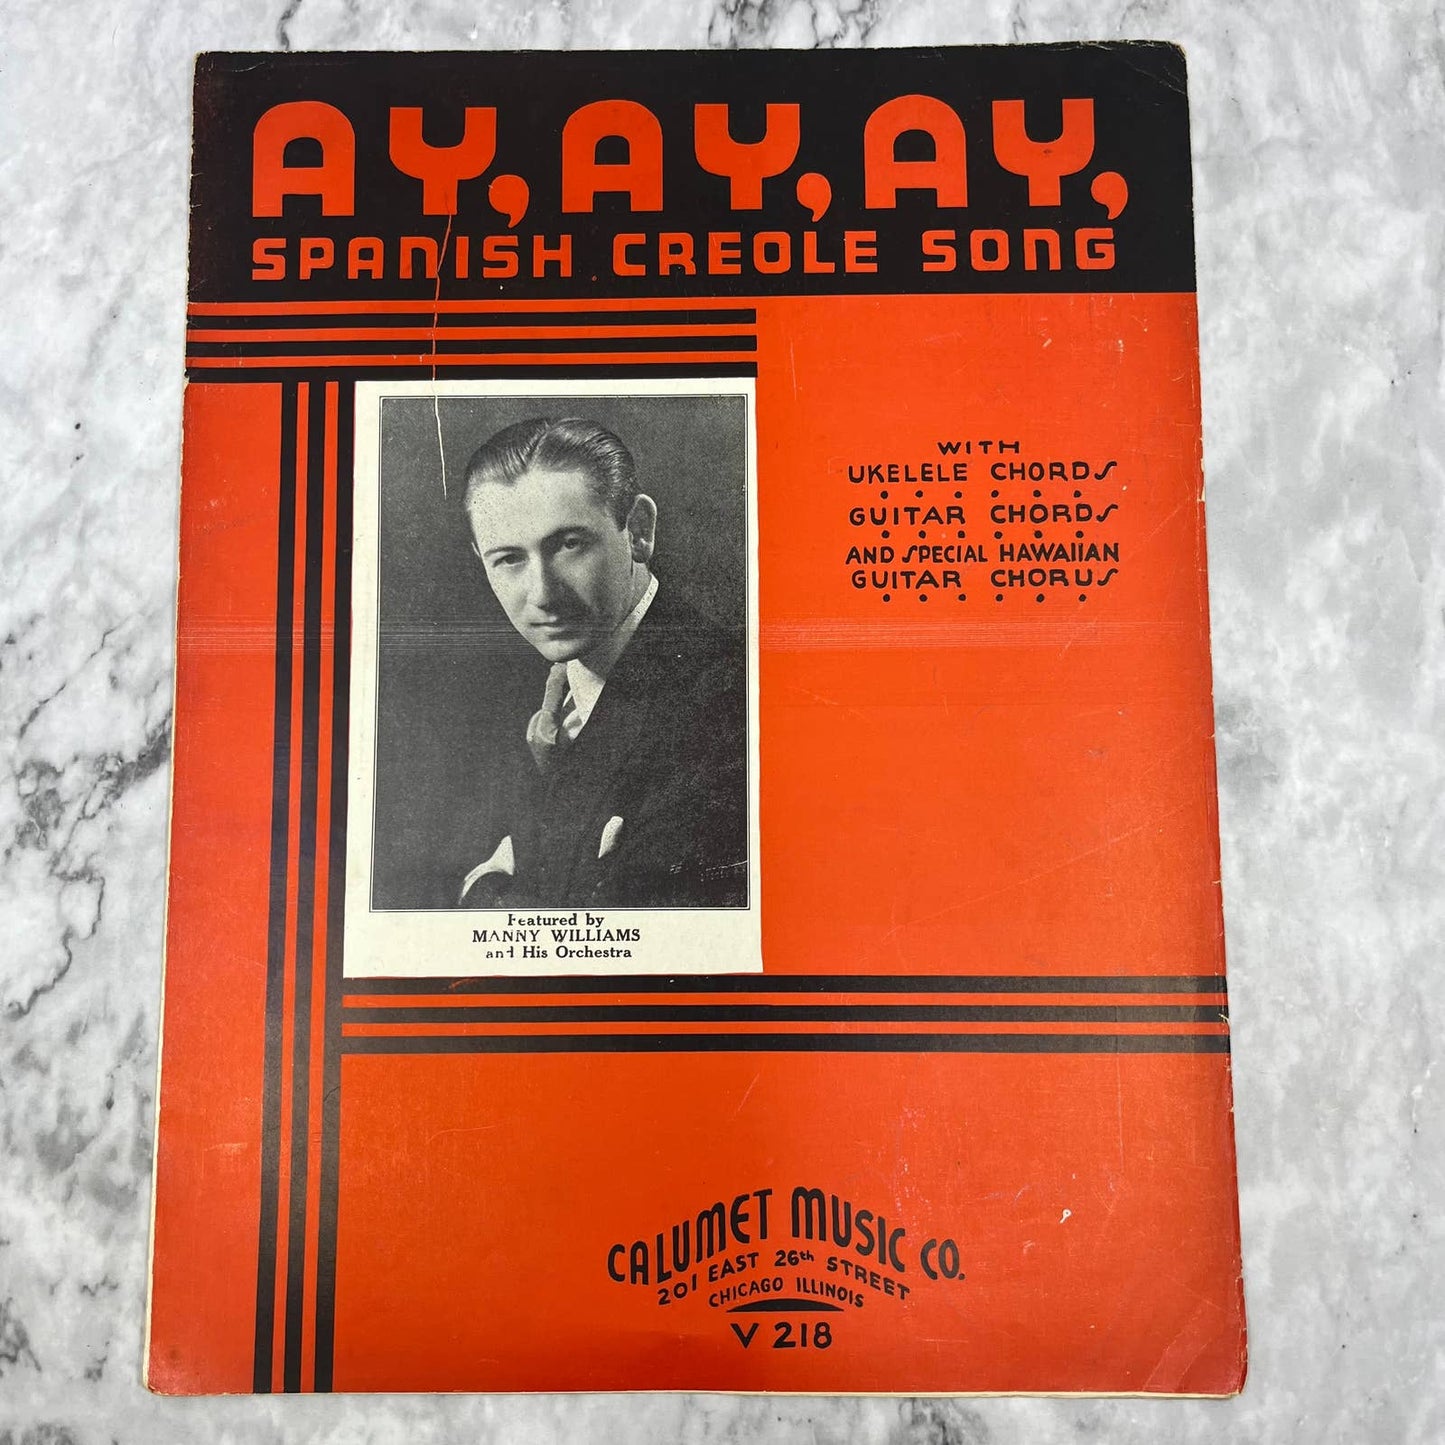 AY, AY, AY,
SPANISH CREOLE SONG
WITH
UKELELE CHORDS
GUITAR CHORDS
AND SPECIAL HAWAIIAN
GUITAR CHORUS
Featured by
MANNY WILLIAMS
and His Orchestra
CALUMET MUSIC CO.
201 EAST 26th STREET
CHICAGO ILLINOIS
V 218